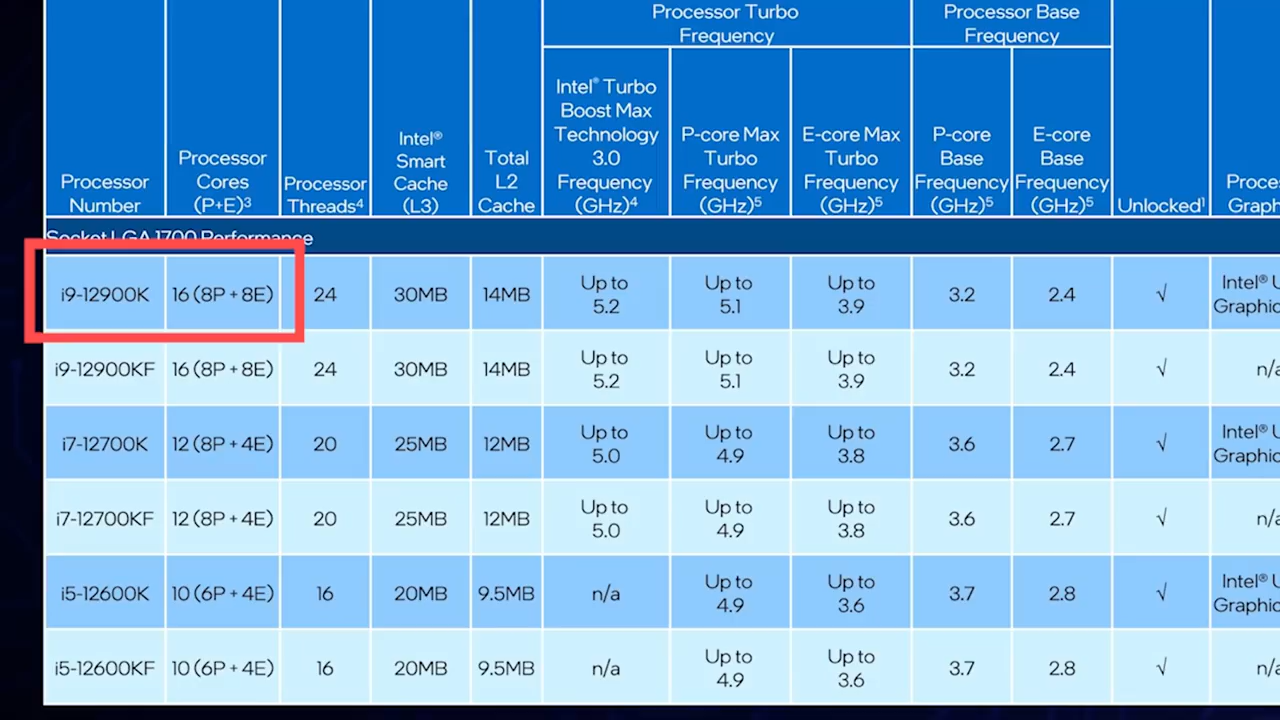 Processor Turbo
Frequency
Processor Base
Frequency
Processor
Number
Processor
Cores
(P+E)³
Processor
Threads⁴
Intel®
Smart
Cache
(L3)
Total
L2
Cache
Intel® Turbo
Boost Max
Technology
3.0
Frequency
(GHz)⁴
P-core Max
Turbo
Frequency
(GHz)⁵
E-core Max
Turbo
Frequency
(GHz)⁵
P-core
Base
Frequency
(GHz)⁵
E-core
Base
Frequency
(GHz)⁵
Unlocked¹
Proces
Graph
Socket LGA 1700 Performance
i9-12900K 16 (8P + 8E) 24 30MB 14MB Up to 5.2 Up to 5.1 Up to 3.9 3.2 2.4 √ Intel® U
Graphic
i9-12900KF 16 (8P + 8E) 24 30MB 14MB Up to 5.2 Up to 5.1 Up to 3.9 3.2 2.4 √ n/a
i7-12700K 12 (8P + 4E) 20 25MB 12MB Up to 5.0 Up to 4.9 Up to 3.8 3.6 2.7 √ Intel® U
Graphic
i7-12700KF 12 (8P + 4E) 20 25MB 12MB Up to 5.0 Up to 4.9 Up to 3.8 3.6 2.7 √ n/a
i5-12600K 10 (6P + 4E) 16 20MB 9.5MB n/a Up to 4.9 Up to 3.6 3.7 2.8 √ Intel® U
Graphic
i5-12600KF 10 (6P + 4E) 16 20MB 9.5MB n/a Up to 4.9 Up to 3.6 3.7 2.8 √ n/a